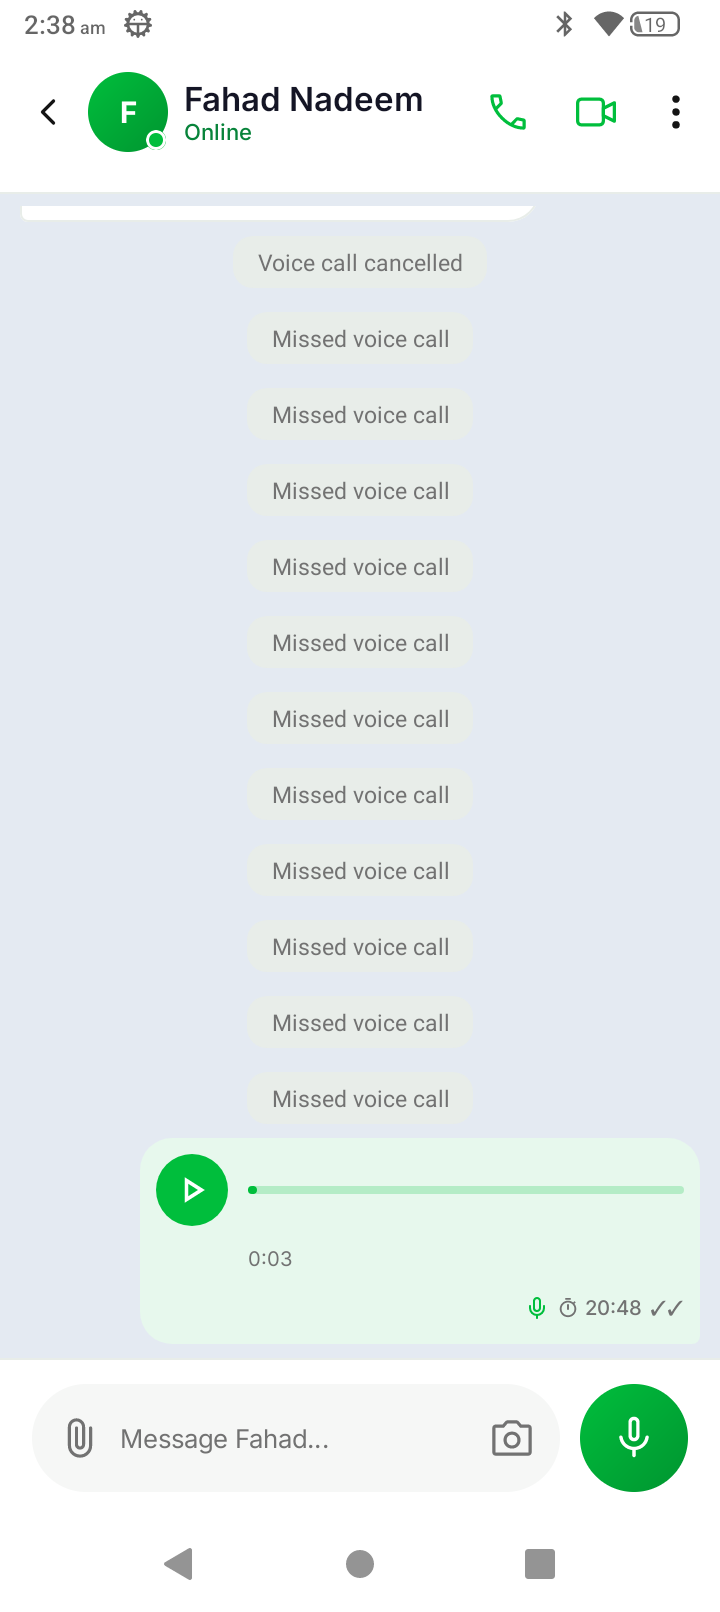 2:38 am
19
F
Fahad Nadeem
Online
Voice call cancelled
Missed voice call
Missed voice call
Missed voice call
Missed voice call
Missed voice call
Missed voice call
Missed voice call
Missed voice call
Missed voice call
Missed voice call
Missed voice call
0:03
20:48
Message Fahad...